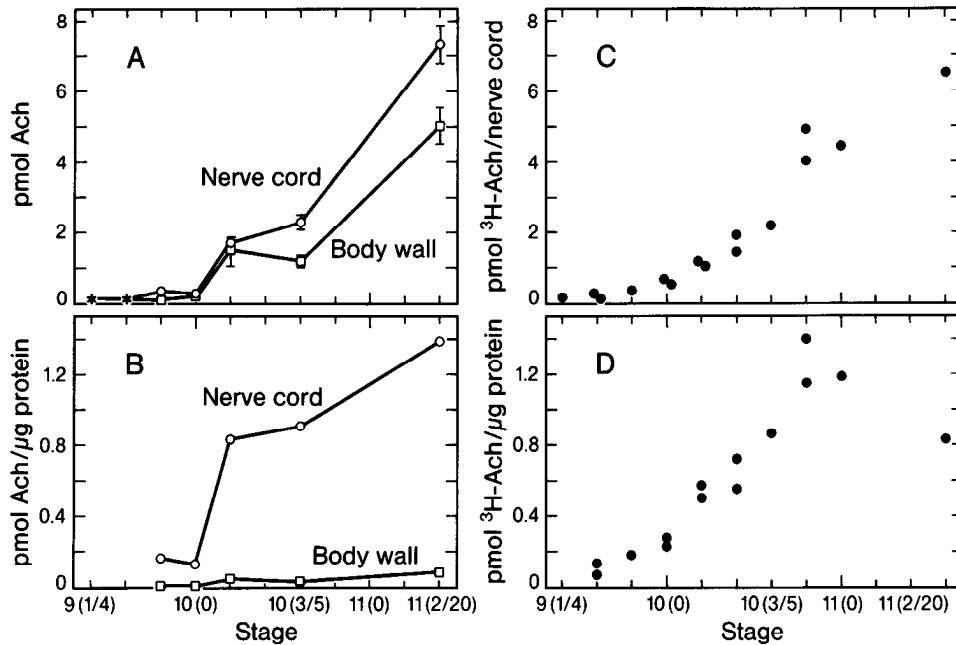 A
pmol Ach
8
6
4
2
0
Nerve cord
Body wall
* *
B
pmol Ach/µg protein
1.2
0.8
0.4
0
Nerve cord
Body wall
9(1/4) 10(0) 10(3/5) 11(0) 11(2/20)
Stage
C
pmol ³H-Ach/nerve cord
8
6
4
2
0
D
pmol ³H-Ach/µg protein
1.2
0.8
0.4
0
9(1/4) 10(0) 10(3/5) 11(0) 11(2/20)
Stage